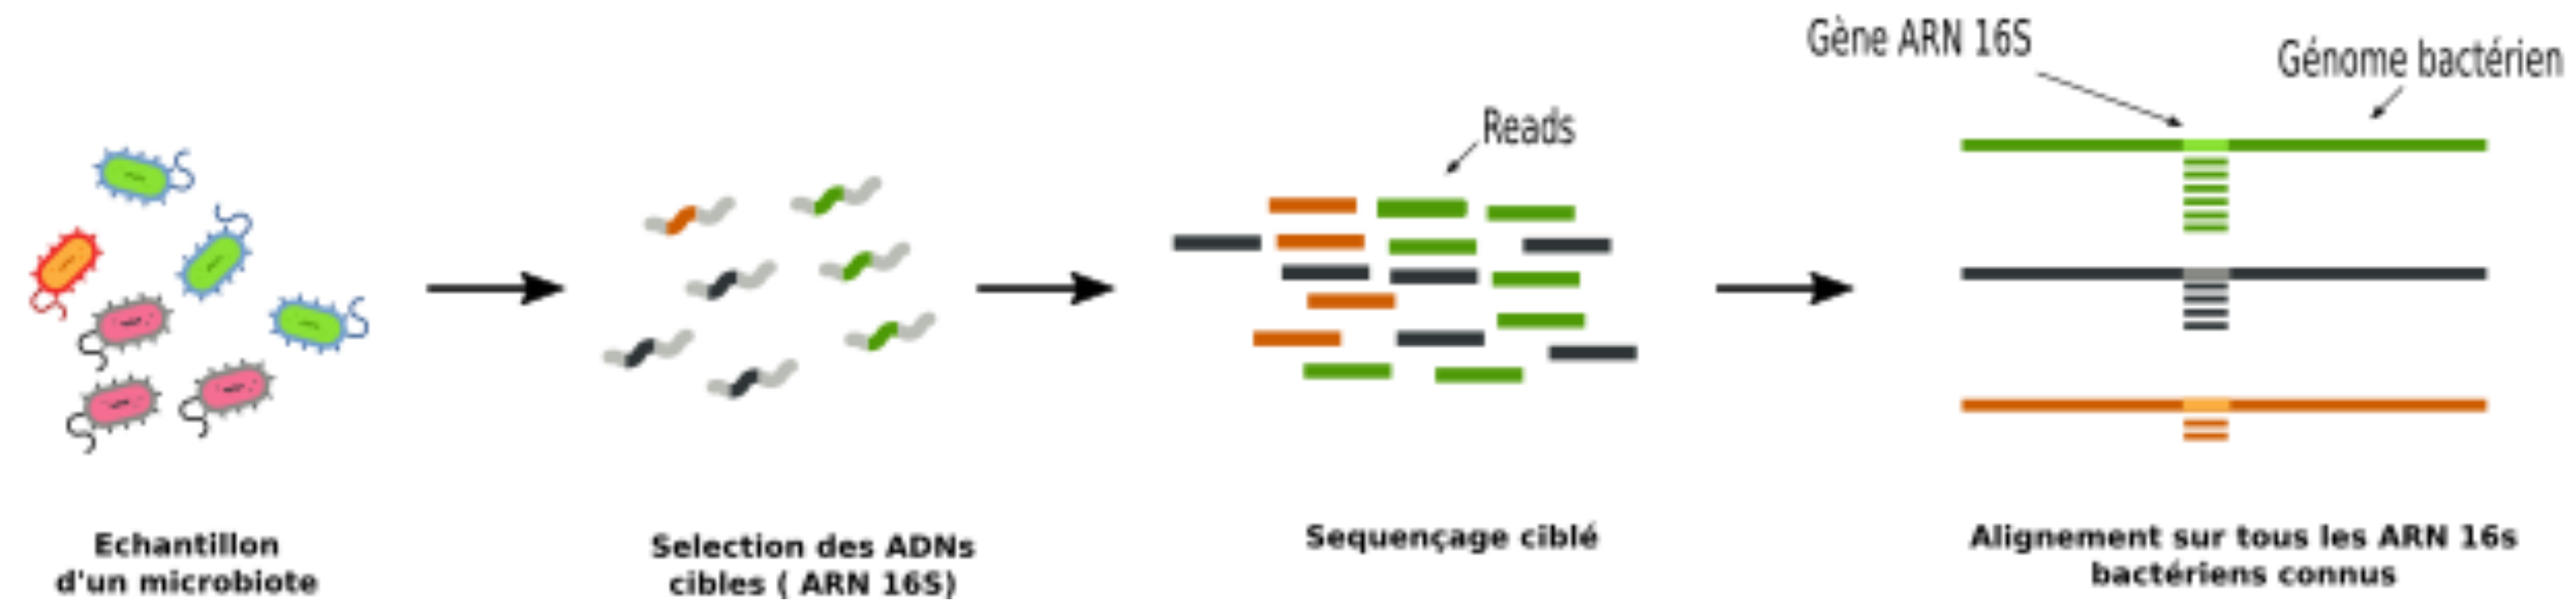 Gène ARN 16S
Génome bactérien
Reads
Echantillon
d'un microbiote
Selection des ADNs
cibles ( ARN 16S)
Sequençage ciblé
Alignement sur tous les ARN 16s
bactériens connus